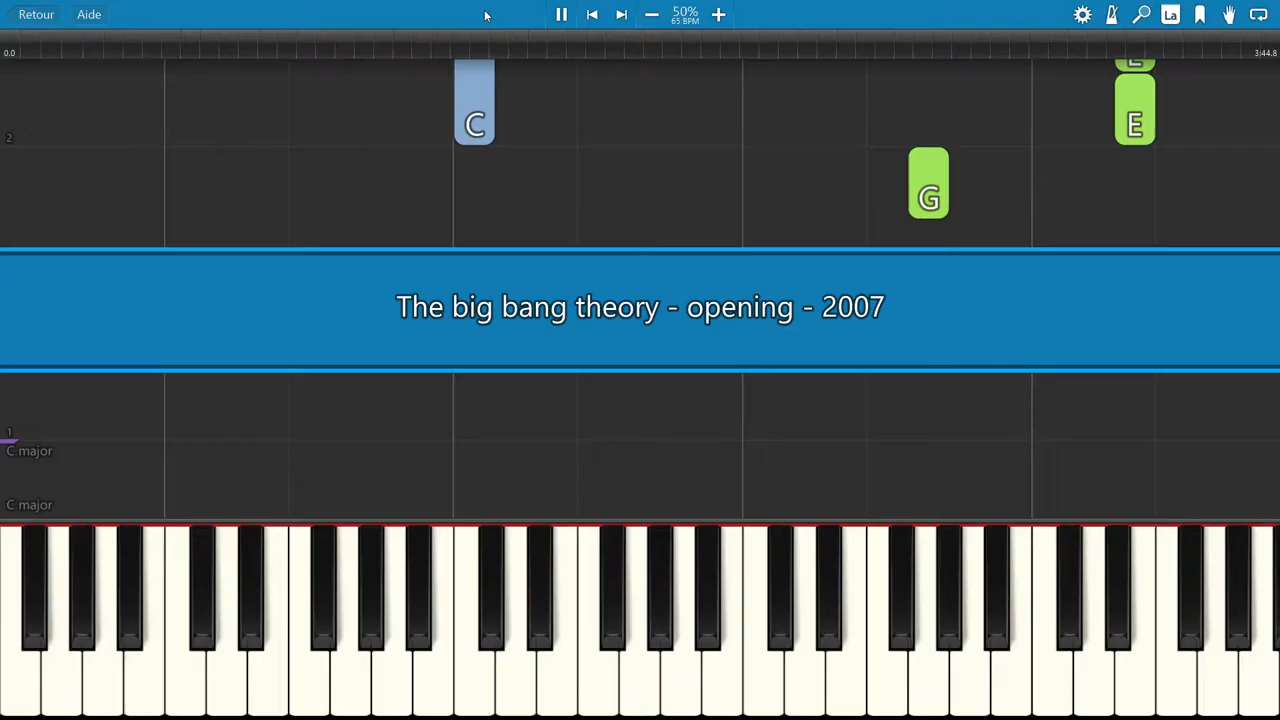 Retour Aide 50% La
65 BPM
0.0 3:44.8
E
C E
2
G
The big bang theory - opening - 2007
1
C major
C major